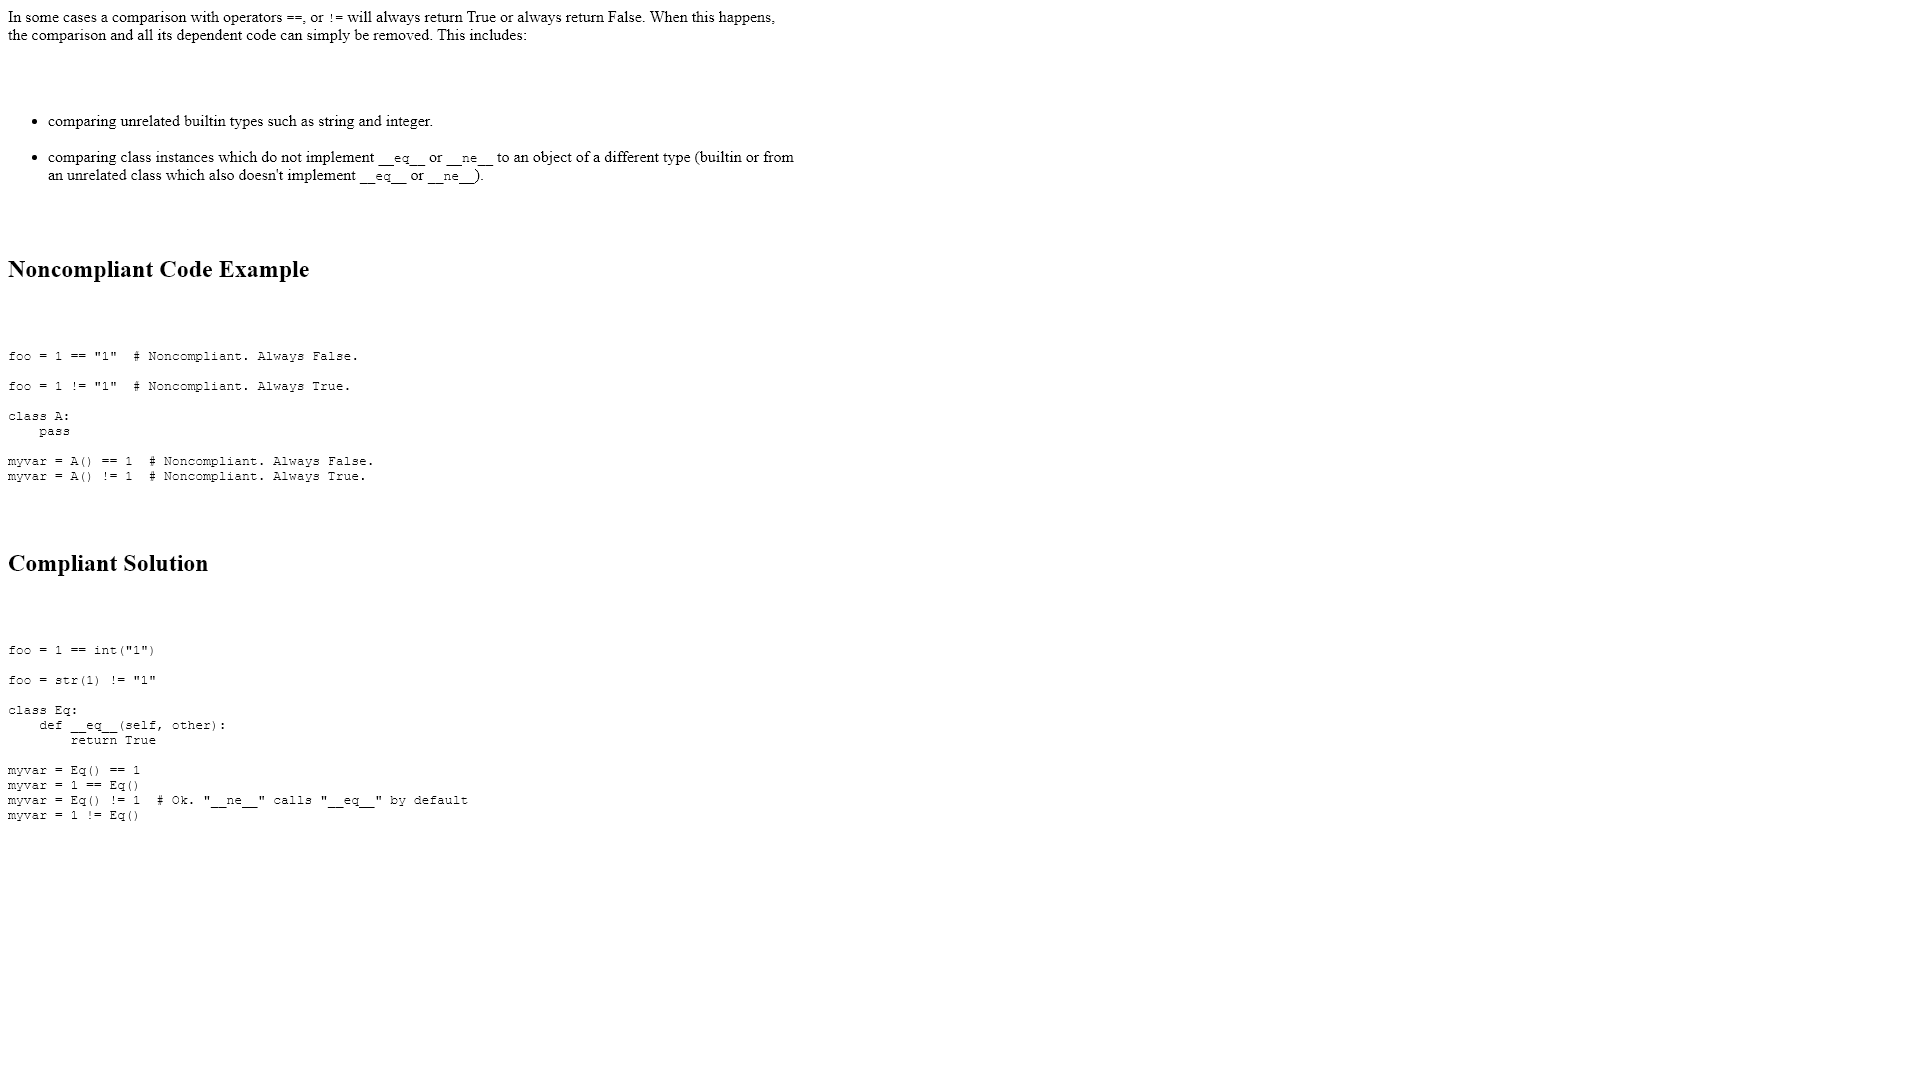 In some cases a comparison with operators ==, or != will always return True or always return False. When this happens,
the comparison and all its dependent code can simply be removed. This includes:
• comparing unrelated builtin types such as string and integer.
• comparing class instances which do not implement __eq__ or __ne__ to an object of a different type (builtin or from
an unrelated class which also doesn't implement __eq__ or __ne__).
Noncompliant Code Example
foo = 1 == "1"  # Noncompliant. Always False.
foo = 1 != "1"  # Noncompliant. Always True.
class A:
    pass
myvar = A() == 1  # Noncompliant. Always False.
myvar = A() != 1  # Noncompliant. Always True.
Compliant Solution
foo = 1 == int("1")
foo = str(1) != "1"
class Eq:
    def __eq__(self, other):
        return True
myvar = Eq() == 1
myvar = 1 == Eq()
myvar = Eq() != 1  # Ok. "__ne__" calls "__eq__" by default
myvar = 1 != Eq()